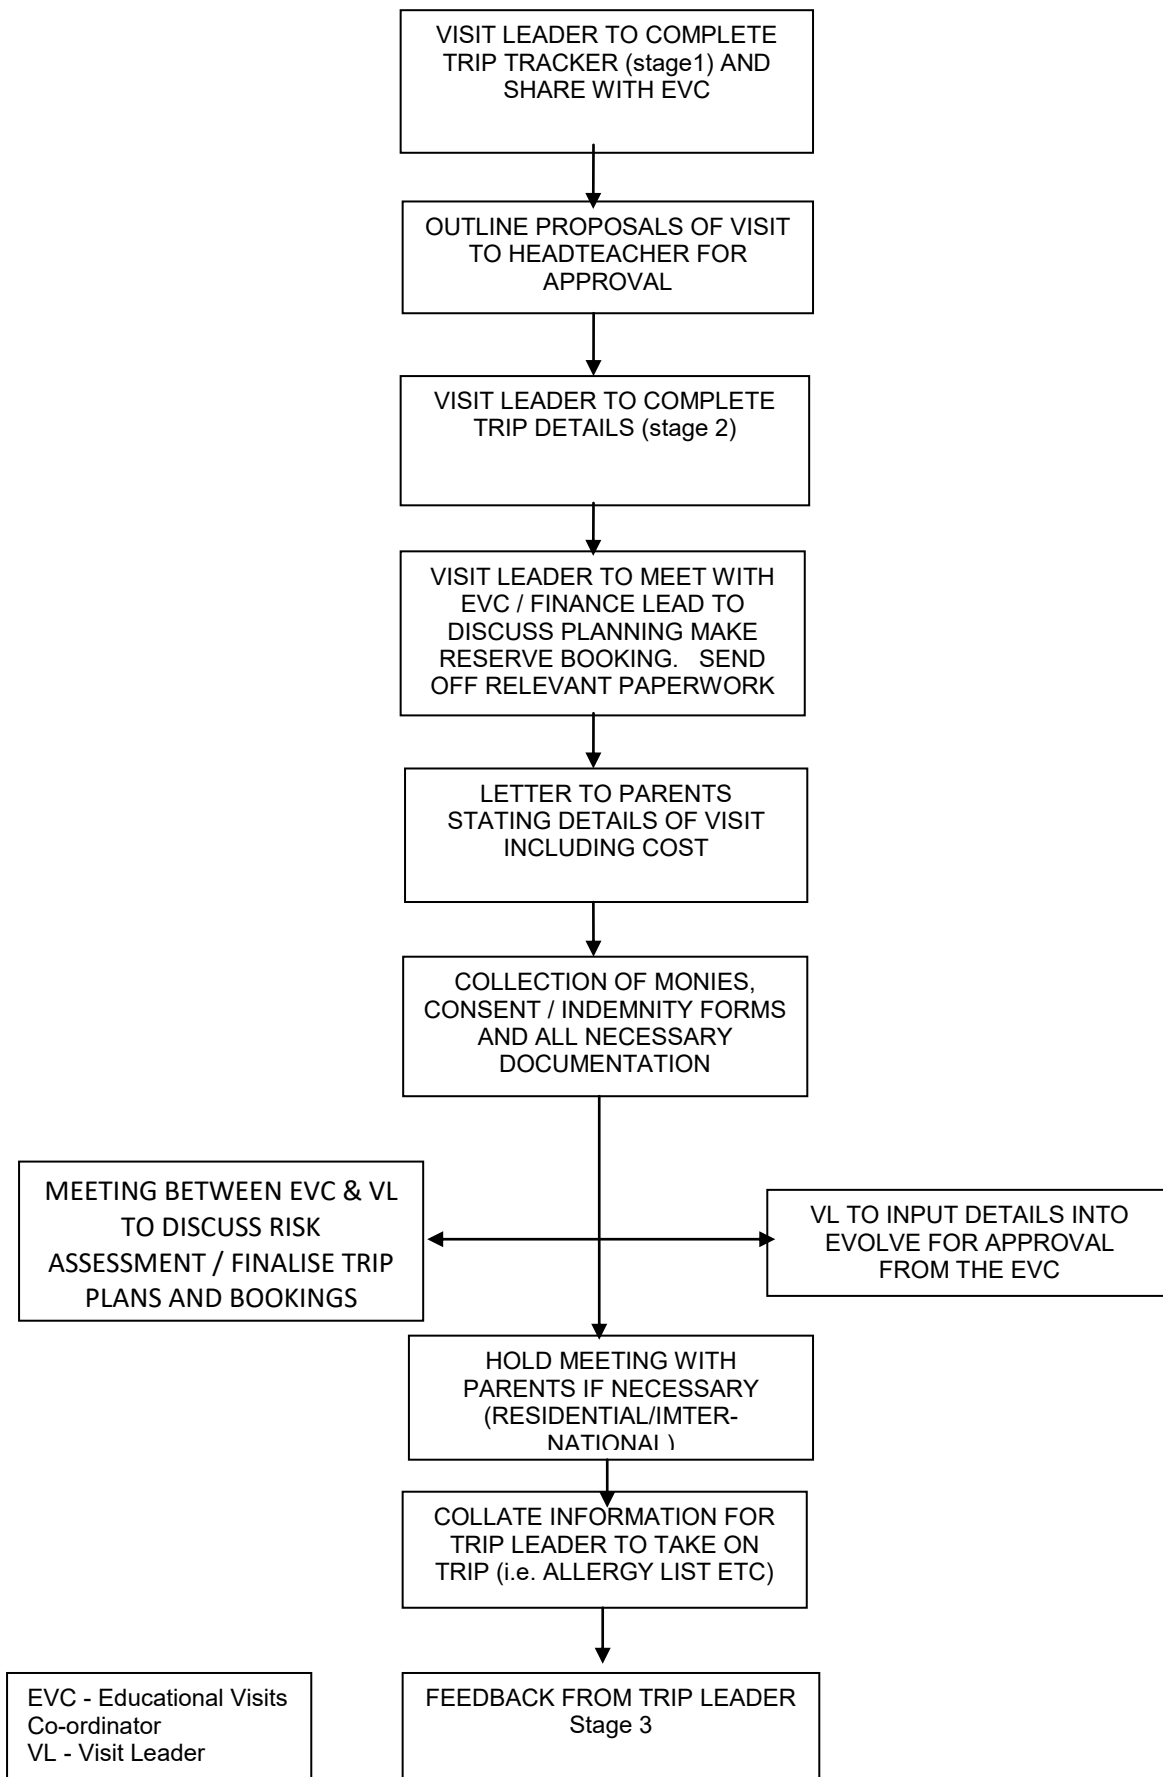 VISIT LEADER TO COMPLETE
TRIP TRACKER (stage1) AND
SHARE WITH EVC
OUTLINE PROPOSALS OF VISIT
TO HEADTEACHER FOR
APPROVAL
VISIT LEADER TO COMPLETE
TRIP DETAILS (stage 2)
VISIT LEADER TO MEET WITH
EVC / FINANCE LEAD TO
DISCUSS PLANNING MAKE
RESERVE BOOKING. SEND
OFF RELEVANT PAPERWORK
LETTER TO PARENTS
STATING DETAILS OF VISIT
INCLUDING COST
COLLECTION OF MONIES,
CONSENT / INDEMNITY FORMS
AND ALL NECESSARY
DOCUMENTATION
MEETING BETWEEN EVC & VL
TO DISCUSS RISK
ASSESSMENT / FINALISE TRIP
PLANS AND BOOKINGS
VL TO INPUT DETAILS INTO
EVOLVE FOR APPROVAL
FROM THE EVC
HOLD MEETING WITH
PARENTS IF NECESSARY
(RESIDENTIAL/IMTER-
NATIONAL)
COLLATE INFORMATION FOR
TRIP LEADER TO TAKE ON
TRIP (i.e. ALLERGY LIST ETC)
FEEDBACK FROM TRIP LEADER
Stage 3
EVC - Educational Visits
Co-ordinator
VL - Visit Leader